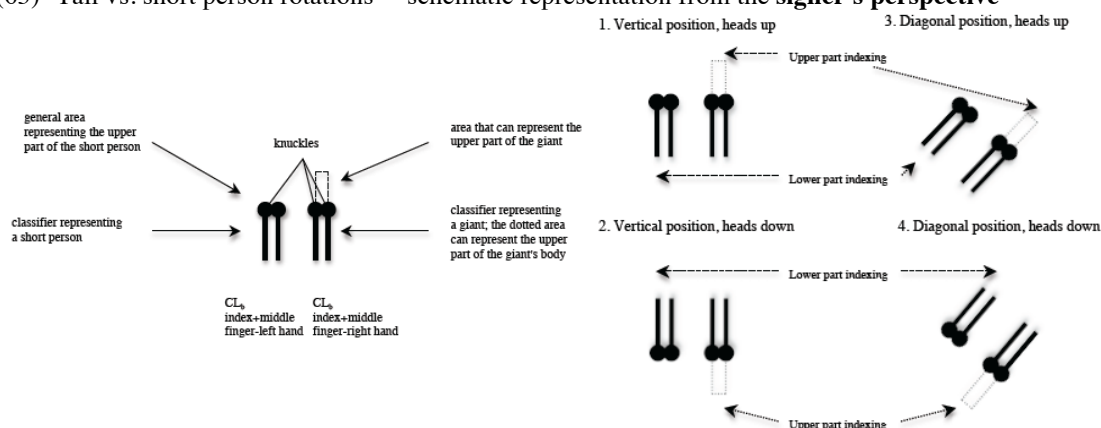 (65) Tall vs. short person rotations – schematic representation from the signer's perspective
1. Vertical position, heads up
3. Diagonal position, heads up
Upper part indexing
general area
representing the upper
part of the short person
knuckles
area that can represent the
upper part of the giant
classifier representing
a short person
classifier representing
a giant; the dotted area
can represent the upper
part of the giant's body
CLb
index+middle
finger-left hand
CLa
index+middle
finger-right hand
Lower part indexing
2. Vertical position, heads down
4. Diagonal position, heads down
Lower part indexing
Upper part indexing